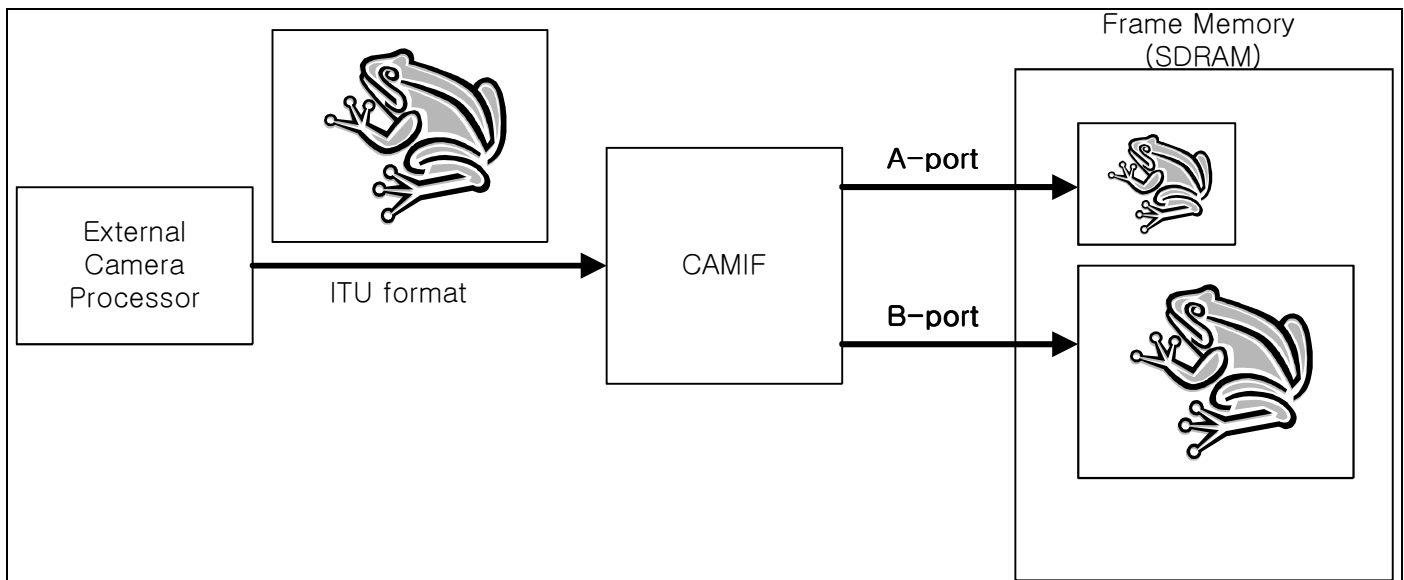 Frame Memory
(SDRAM)
A-port
External
Camera
Processor
CAMIF
ITU format
B-port